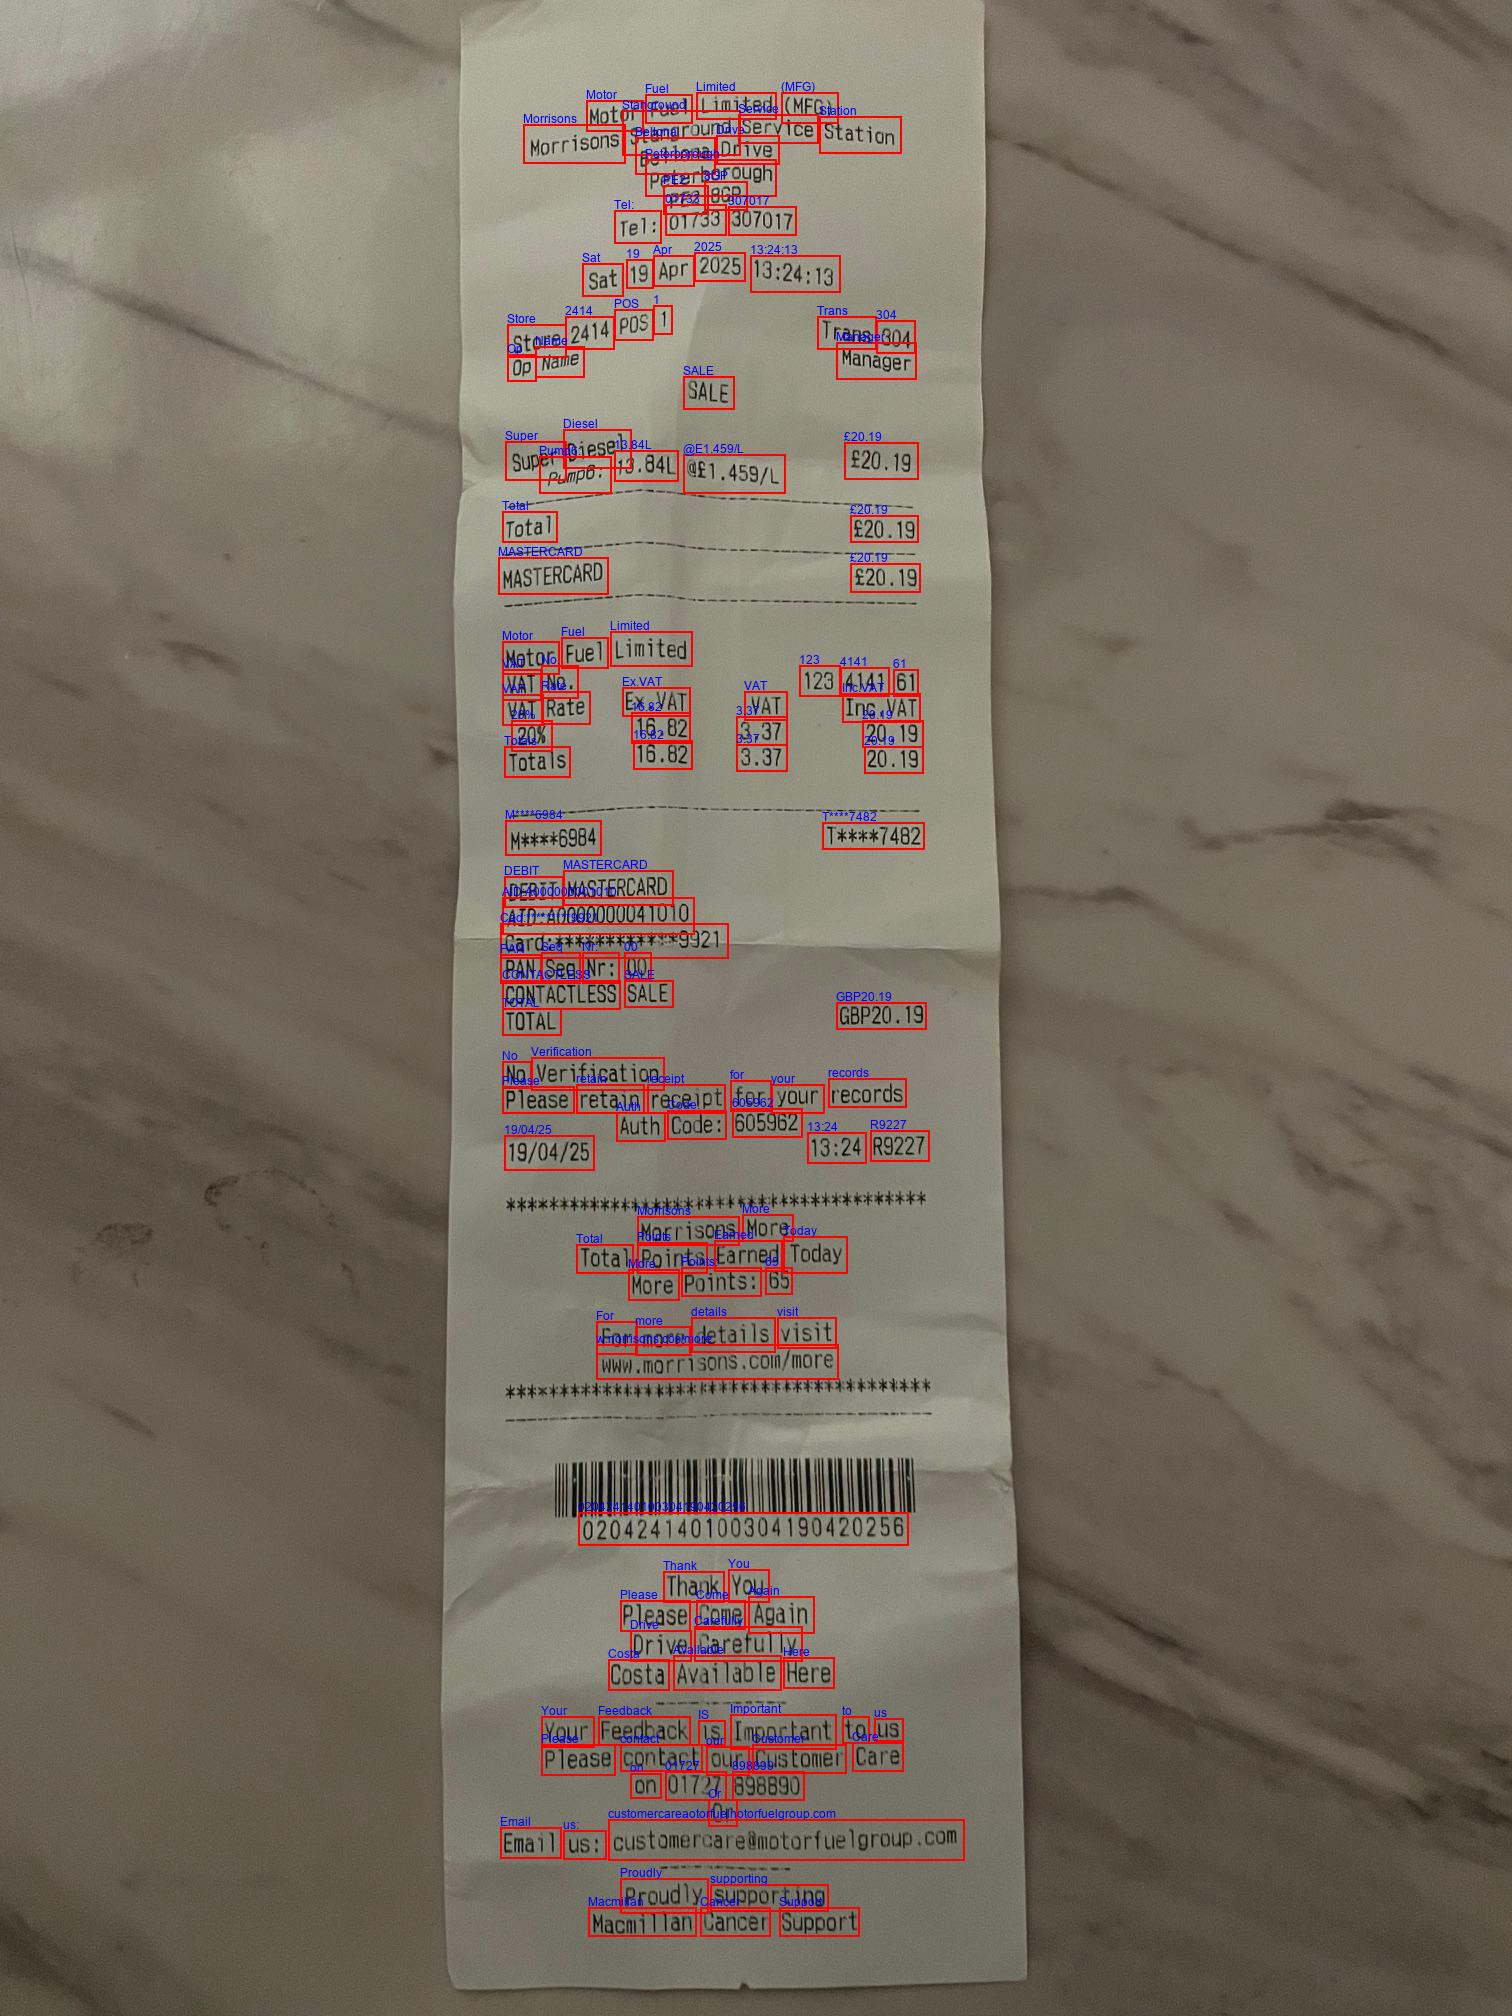 Motor Fuel Limited (MFG)
Morrisons Stanground Service Station
Bellona Drive
Peterborough
PE2 8GP
Tel: 01733 307017
Sat 19 Apr 2025 13:24:13
Store 2414 POS 1 Trans 304
Op Name Manager
SALE
Super Diesel £20.19
Pump6: 13.84L @£1.459/L
Total £20.19
MASTERCARD £20.19
Motor Fuel Limited
VAT No. 123 4141 61
VAT Rate Ex.VAT VAT Inc.VAT
20% 16.82 3.37 20.19
Totals 16.82 3.37 20.19
M****6984 T****7482
DEBIT MASTERCARD
AID:A0000000041010
Card:************9921
PAN Seq Nr: 00
CONTACTLESS SALE
TOTAL GBP20.19
No Verification
Please retain receipt for your records
Auth Code: 605962
19/04/25 13:24 R9227
***************************************
Morrisons More
Total Points Earned Today
More Points: 65
For more details visit
www.morrisons.com/more
***************************************
020424140100304190420256
Thank You
Please Come Again
Drive Carefully
Costa Available Here
Your Feedback is Important to us
Please contact our Customer Care
on 01727 898890
Or
Email us: customercare@motorfuelgroup.com
Proudly supporting
Macmillan Cancer Support